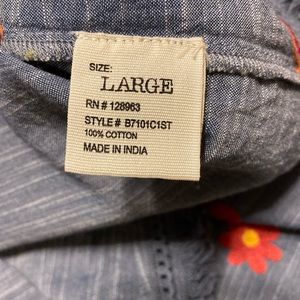 SIZE:
LARGE
RN # 128963
STYLE # B7101C1ST
100% COTTON
MADE IN INDIA